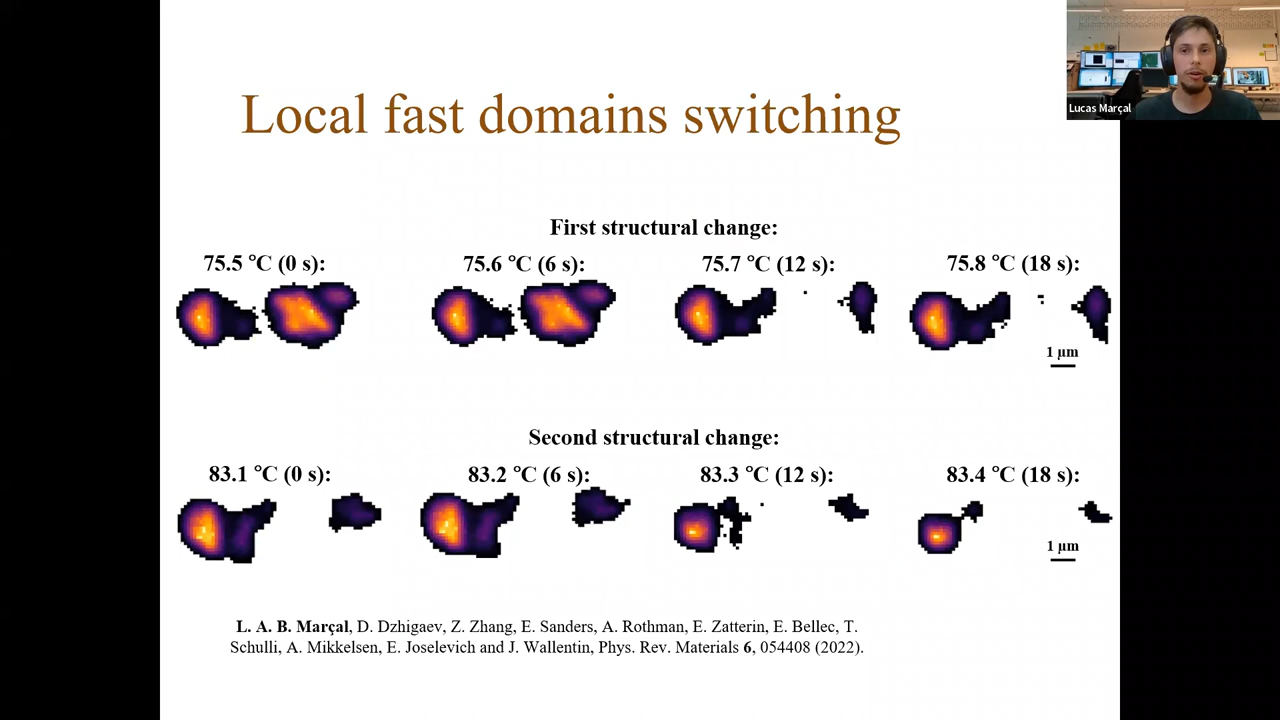 Lucas Marçal
Local fast domains switching
First structural change:
75.5 °C (0 s):
75.6 °C (6 s):
75.7 °C (12 s):
75.8 °C (18 s):
1 µm
Second structural change:
83.1 °C (0 s):
83.2 °C (6 s):
83.3 °C (12 s):
83.4 °C (18 s):
1 µm
L. A. B. Marçal, D. Dzhigaev, Z. Zhang, E. Sanders, A. Rothman, E. Zatterin, E. Bellec, T.
Schulli, A. Mikkelsen, E. Joselevich and J. Wallentin, Phys. Rev. Materials 6, 054408 (2022).